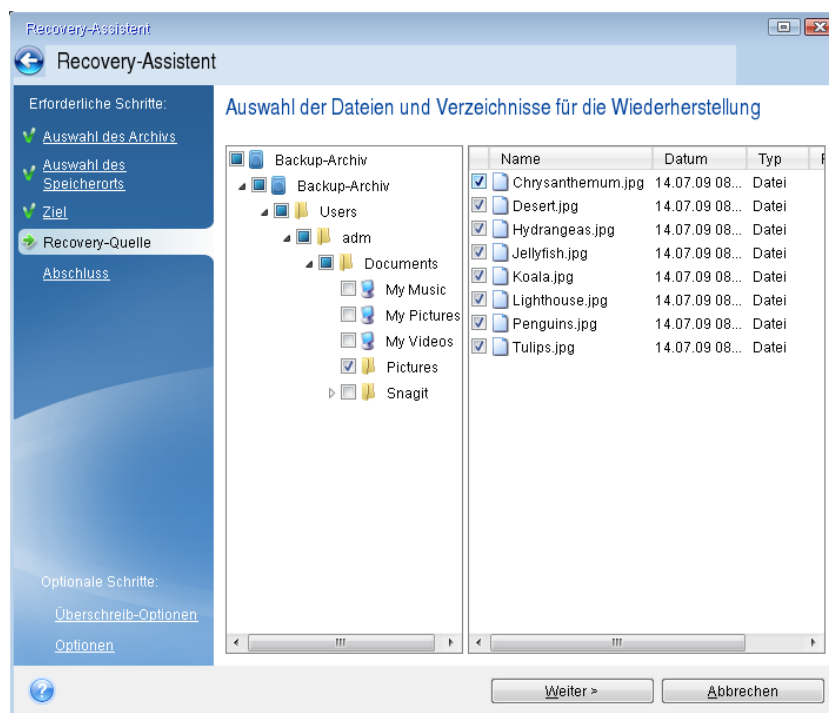 Recovery-Assistent
Recovery-Assistent
Erforderliche Schritte:
Auswahl des Archivs
Auswahl des
Speicherorts
Ziel
Recovery-Quelle
Abschluss
Optionale Schritte:
Überschreib-Optionen
Optionen
Auswahl der Dateien und Verzeichnisse für die Wiederherstellung
Backup-Archiv
Backup-Archiv
Users
adm
Documents
My Music
My Pictures
My Videos
Pictures
Snagit
Name Datum Typ
Chrysanthemum.jpg 14.07.09 08... Datei
Desert.jpg 14.07.09 08... Datei
Hydrangeas.jpg 14.07.09 08... Datei
Jellyfish.jpg 14.07.09 08... Datei
Koala.jpg 14.07.09 08... Datei
Lighthouse.jpg 14.07.09 08... Datei
Penguins.jpg 14.07.09 08... Datei
Tulips.jpg 14.07.09 08... Datei
Weiter >
Abbrechen